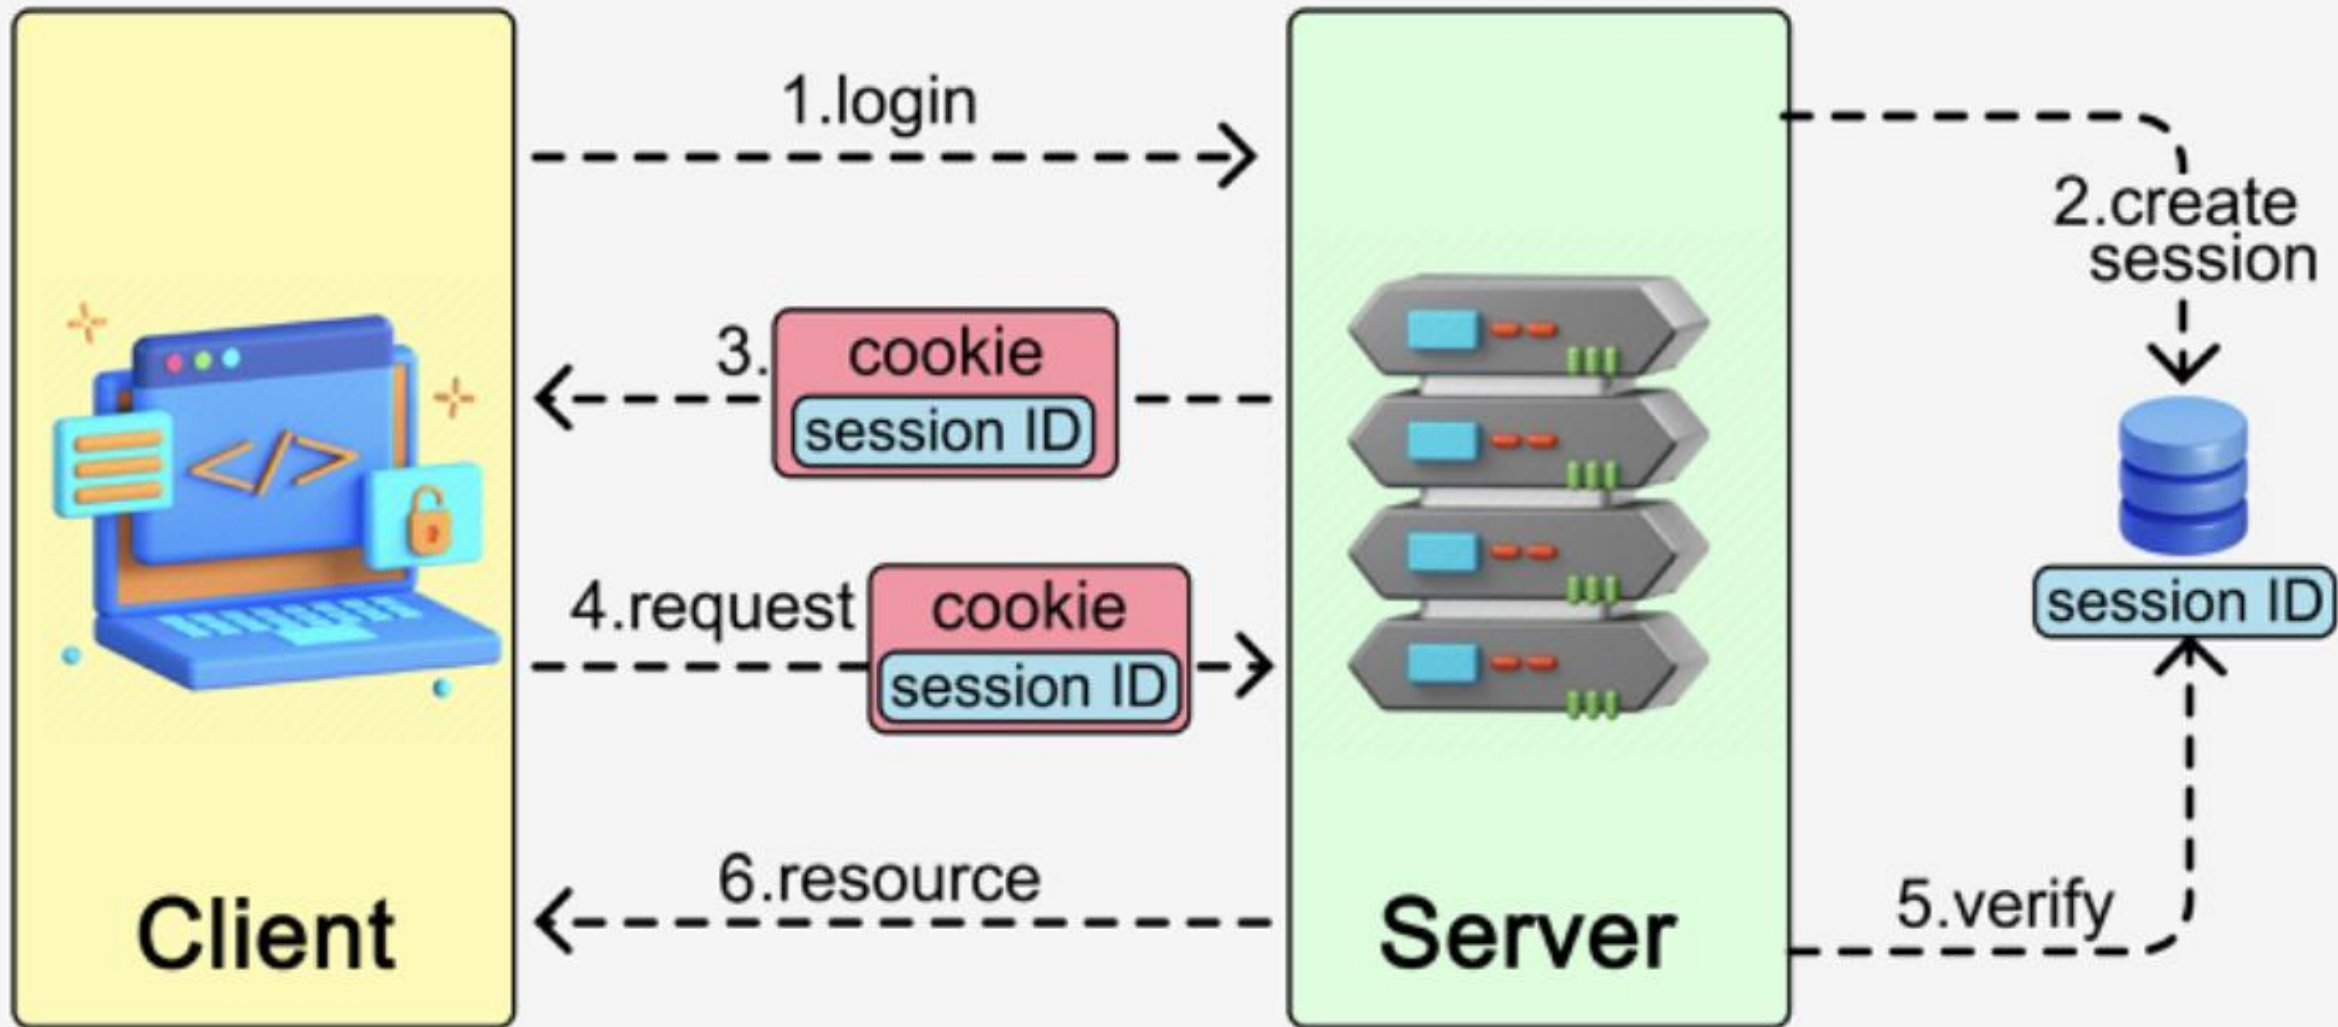 1.login
2.create
session
3.
cookie
session ID
4.request
cookie
session ID
session ID
5.verify
6.resource
Client
Server